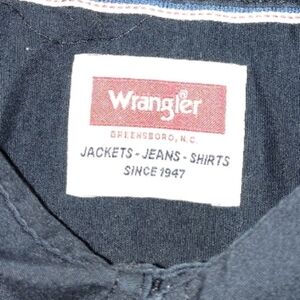 Wrangler
GREENSBORO, N.C.
JACKETS - JEANS - SHIRTS
SINCE 1947